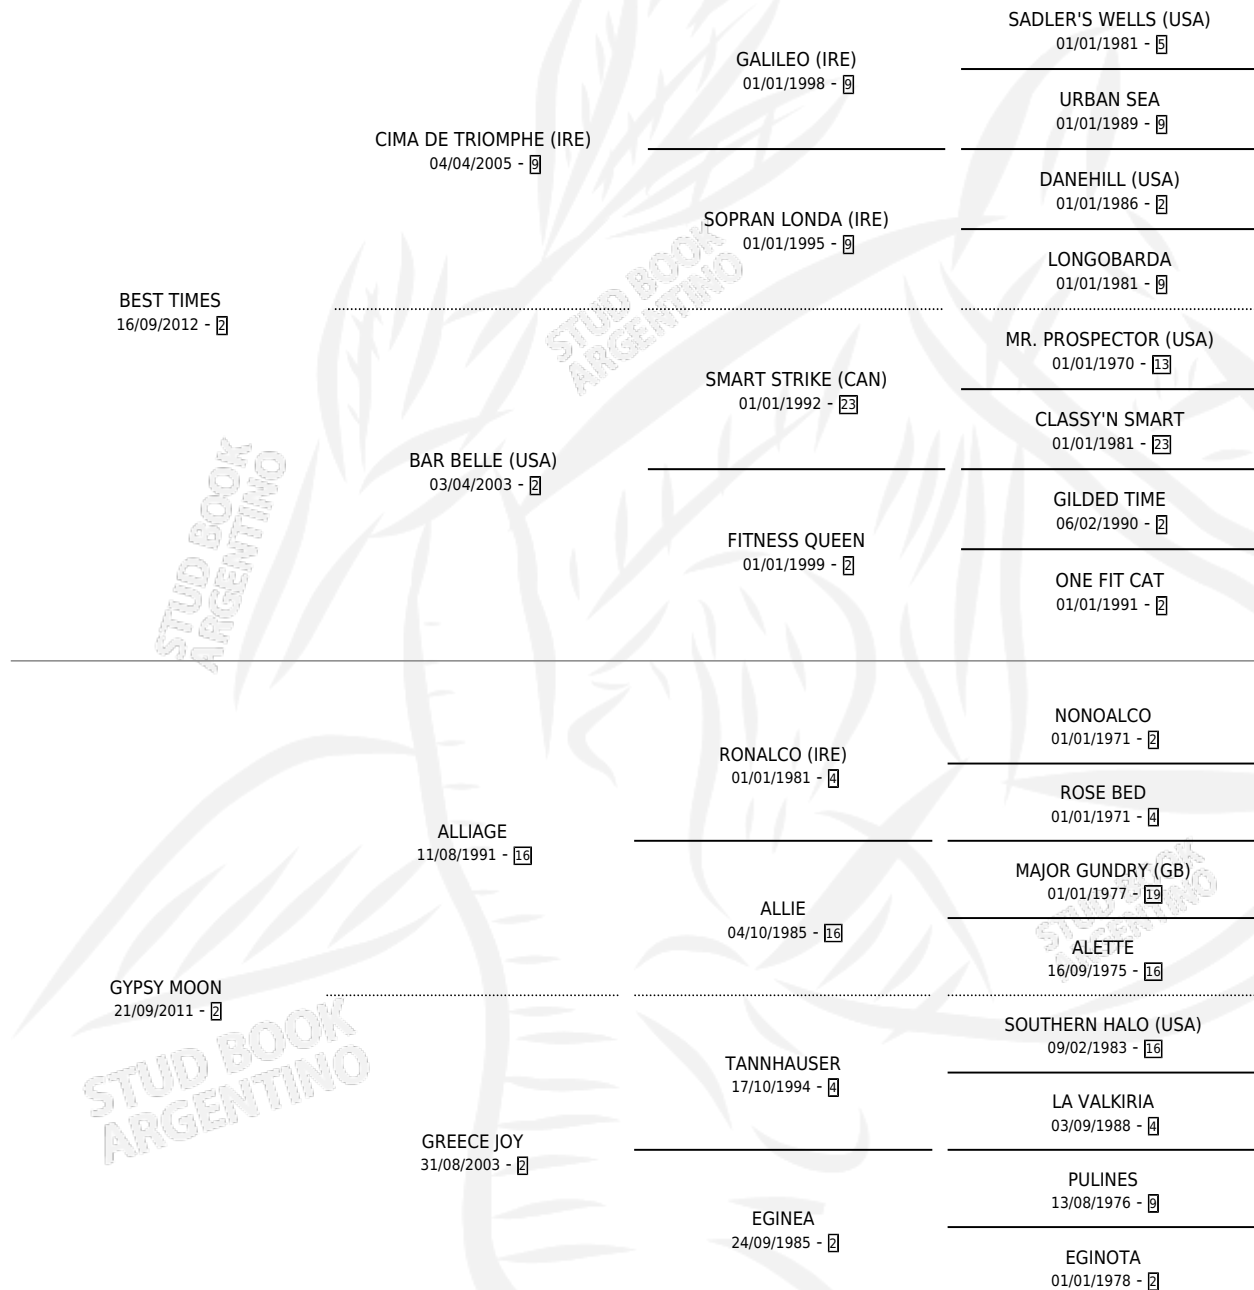 SADLER'S WELLS (USA)
01/01/1981 - 5
GALILEO (IRE)
01/01/1998 - 9
URBAN SEA
01/01/1989 - 9
CIMA DE TRIOMPHE (IRE)
04/04/2005 - 9
DANEHILL (USA)
01/01/1986 - 2
SOPRAN LONDA (IRE)
01/01/1995 - 9
LONGOBARDA
01/01/1981 - 9
BEST TIMES
16/09/2012 - 2
MR. PROSPECTOR (USA)
01/01/1970 - 13
SMART STRIKE (CAN)
01/01/1992 - 23
CLASSY'N SMART
01/01/1981 - 23
BAR BELLE (USA)
03/04/2003 - 2
GILDED TIME
06/02/1990 - 2
FITNESS QUEEN
01/01/1999 - 2
ONE FIT CAT
01/01/1991 - 2
STUD BOOK
ARGENTINO
STUD BOOK
ARGENTINO
NONOALCO
01/01/1971 - 2
RONALCO (IRE)
01/01/1981 - 4
ROSE BED
01/01/1971 - 4
ALLIAGE
11/08/1991 - 16
MAJOR GUNDRY (GB)
01/01/1977 - 19
ALLIE
04/10/1985 - 16
ALETTE
16/09/1975 - 16
STUD BOOK
ARGENTINO
GYPSY MOON
21/09/2011 - 2
SOUTHERN HALO (USA)
09/02/1983 - 16
TANNHAUSER
17/10/1994 - 4
LA VALKIRIA
03/09/1988 - 4
STUD BOOK
ARGENTINO
GREECE JOY
31/08/2003 - 2
PULINES
13/08/1976 - 9
EGINEA
24/09/1985 - 2
EGINOTA
01/01/1978 - 2